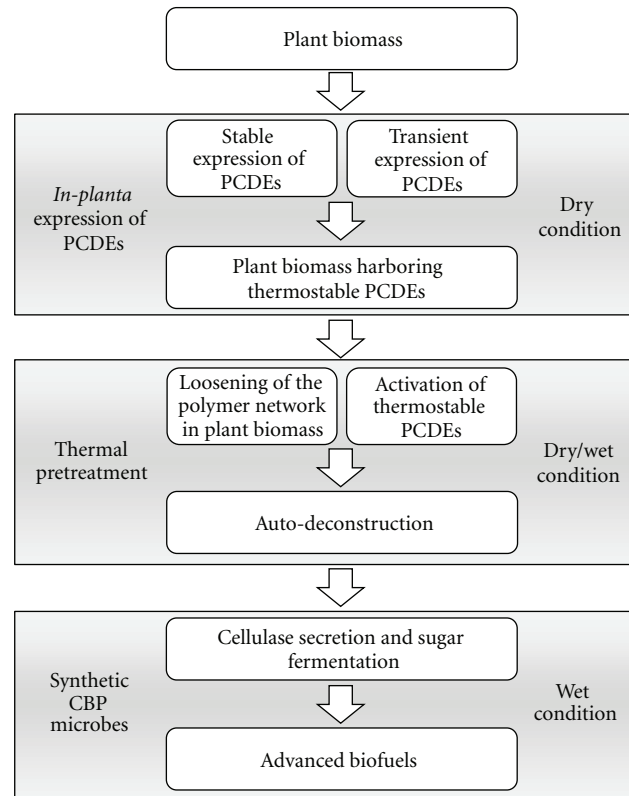 Plant biomass
In-planta
expression of
PCDEs
Stable
expression of
PCDEs
Transient
expression of
PCDEs
Plant biomass harboring
thermostable PCDEs
Dry
condition
Thermal
pretreatment
Loosening of the
polymer network
in plant biomass
Activation of
thermostable
PCDEs
Auto-deconstruction
Dry/wet
condition
Synthetic
CBP
microbes
Cellulase secretion and sugar
fermentation
Advanced biofuels
Wet
condition